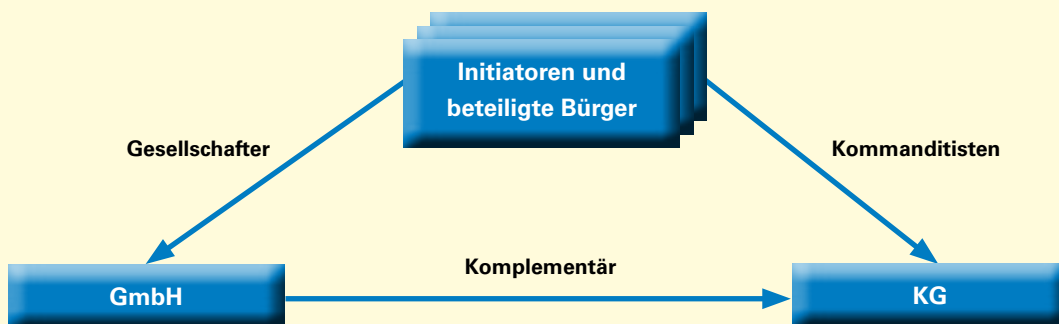 Initiatoren und
beteiligte Bürger
Gesellschafter
Kommanditisten
Komplementär
GmbH
KG